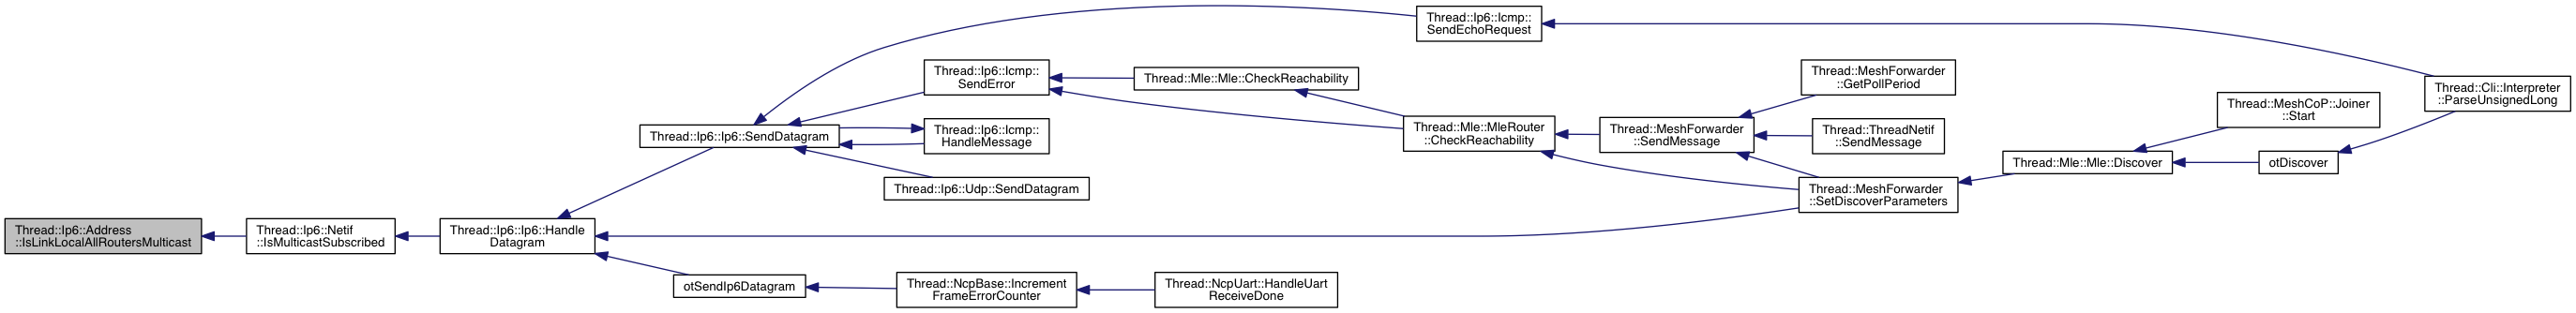 Thread::Ip6::Address
::IsLinkLocalAllRoutersMulticast
Thread::Ip6::Netif
::IsMulticastSubscribed
Thread::Ip6::Ip6::Handle
Datagram
Thread::Ip6::Ip6::SendDatagram
otSendIp6Datagram
Thread::Ip6::Icmp::
SendError
Thread::Ip6::Icmp::
HandleMessage
Thread::Ip6::Udp::SendDatagram
Thread::NcpBase::Increment
FrameErrorCounter
Thread::Mle::Mle::CheckReachability
Thread::NcpUart::HandleUart
ReceiveDone
Thread::Ip6::Icmp::
SendEchoRequest
Thread::Mle::MleRouter
::CheckReachability
Thread::MeshForwarder
::SendMessage
Thread::MeshForwarder
::GetPollPeriod
Thread::ThreadNetif
::SendMessage
Thread::MeshForwarder
::SetDiscoverParameters
Thread::Mle::Mle::Discover
Thread::MeshCoP::Joiner
::Start
otDiscover
Thread::Cli::Interpreter
::ParseUnsignedLong